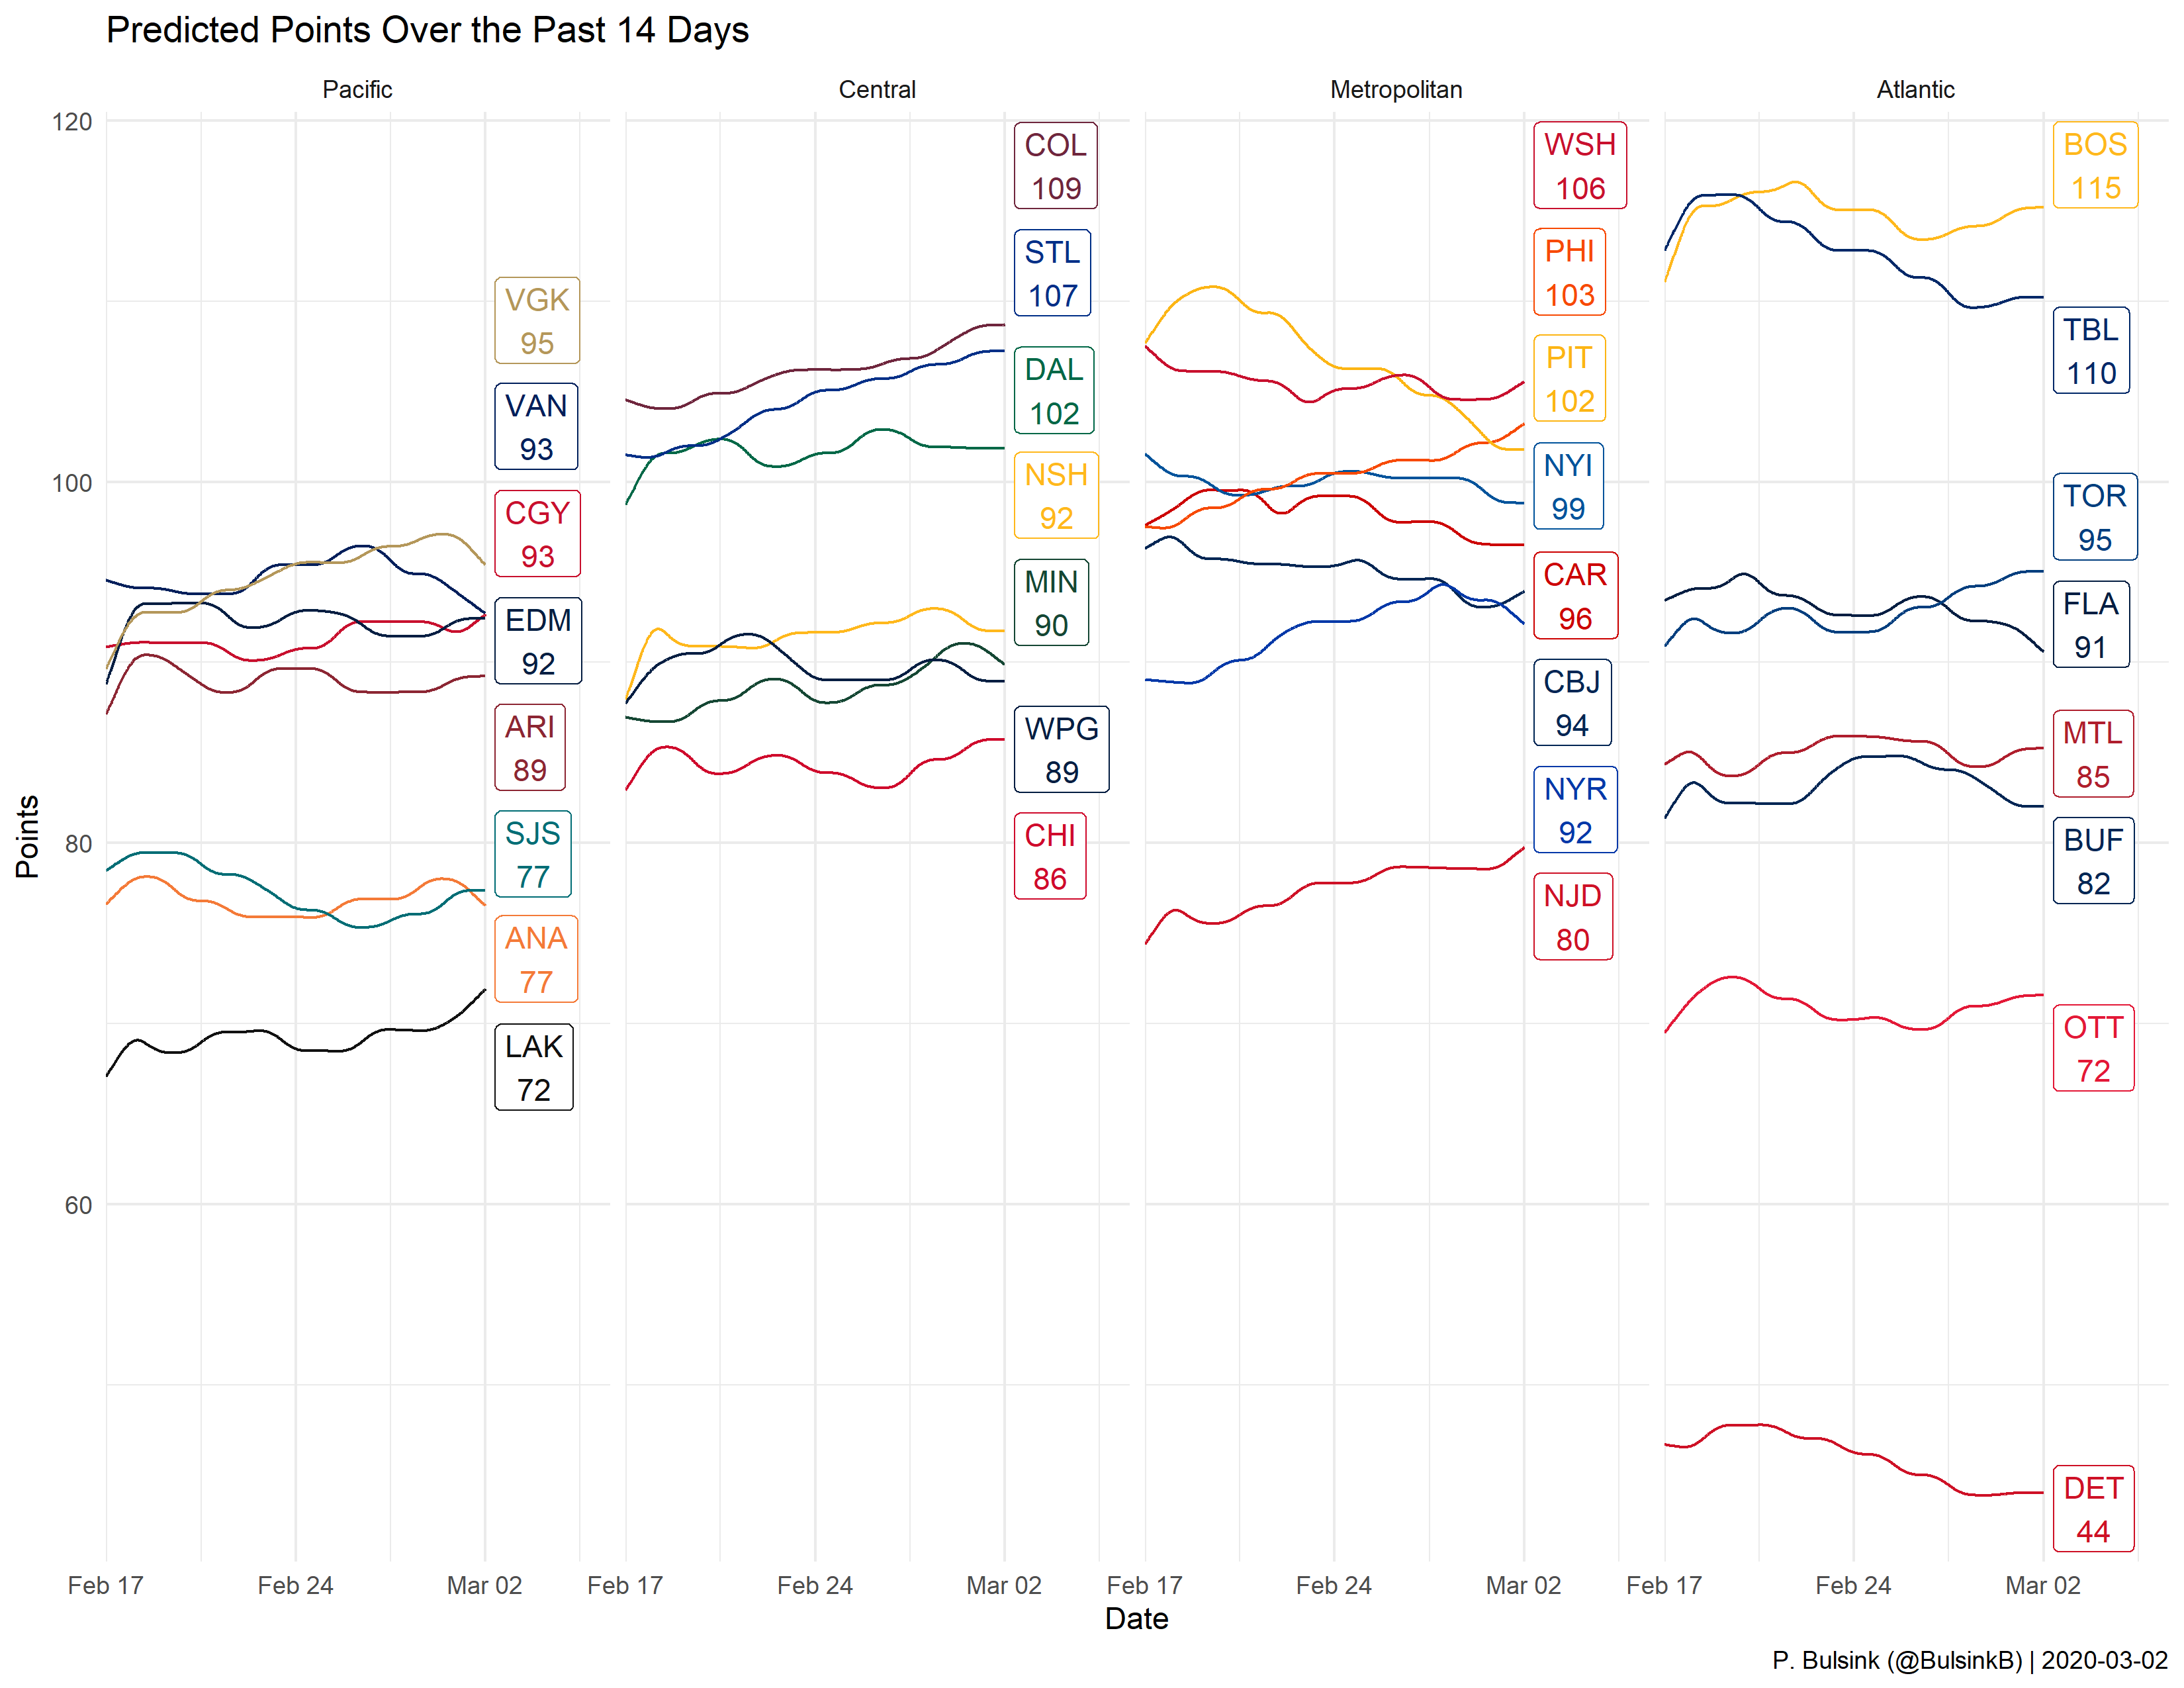 Predicted Points Over the Past 14 Days
Pacific
Central
Metropolitan
Atlantic
120
100
80
60
Points
VGK
95
VAN
93
CGY
93
EDM
92
ARI
89
SJS
77
ANA
77
LAK
72
COL
109
STL
107
DAL
102
NSH
92
MIN
90
WPG
89
CHI
86
WSH
106
PHI
103
PIT
102
NYI
99
CAR
96
CBJ
94
NYR
92
NJD
80
BOS
115
TBL
110
TOR
95
FLA
91
MTL
85
BUF
82
OTT
72
DET
44
Feb 17
Feb 24
Mar 02
Feb 17
Feb 24
Mar 02
Feb 17
Feb 24
Mar 02
Feb 17
Feb 24
Mar 02
Date
P. Bulsink (@BulsinkB) | 2020-03-02